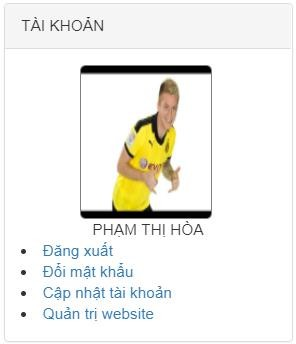 TÀI KHOẢN
PHẠM THỊ HÒA
Đăng xuất
Đổi mật khẩu
Cập nhật tài khoản
Quản trị website